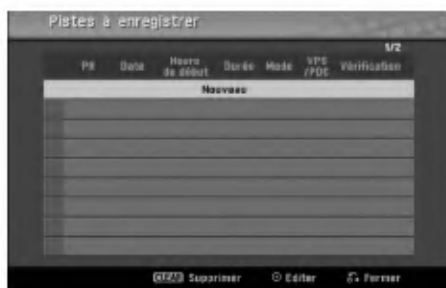 Pistes à enregistrer
1/2
PR Date Heure de début Durée Mode VPS /PDC Vérification
Nouveau
CLEAR Supprimer ⊙ Editer Fermer